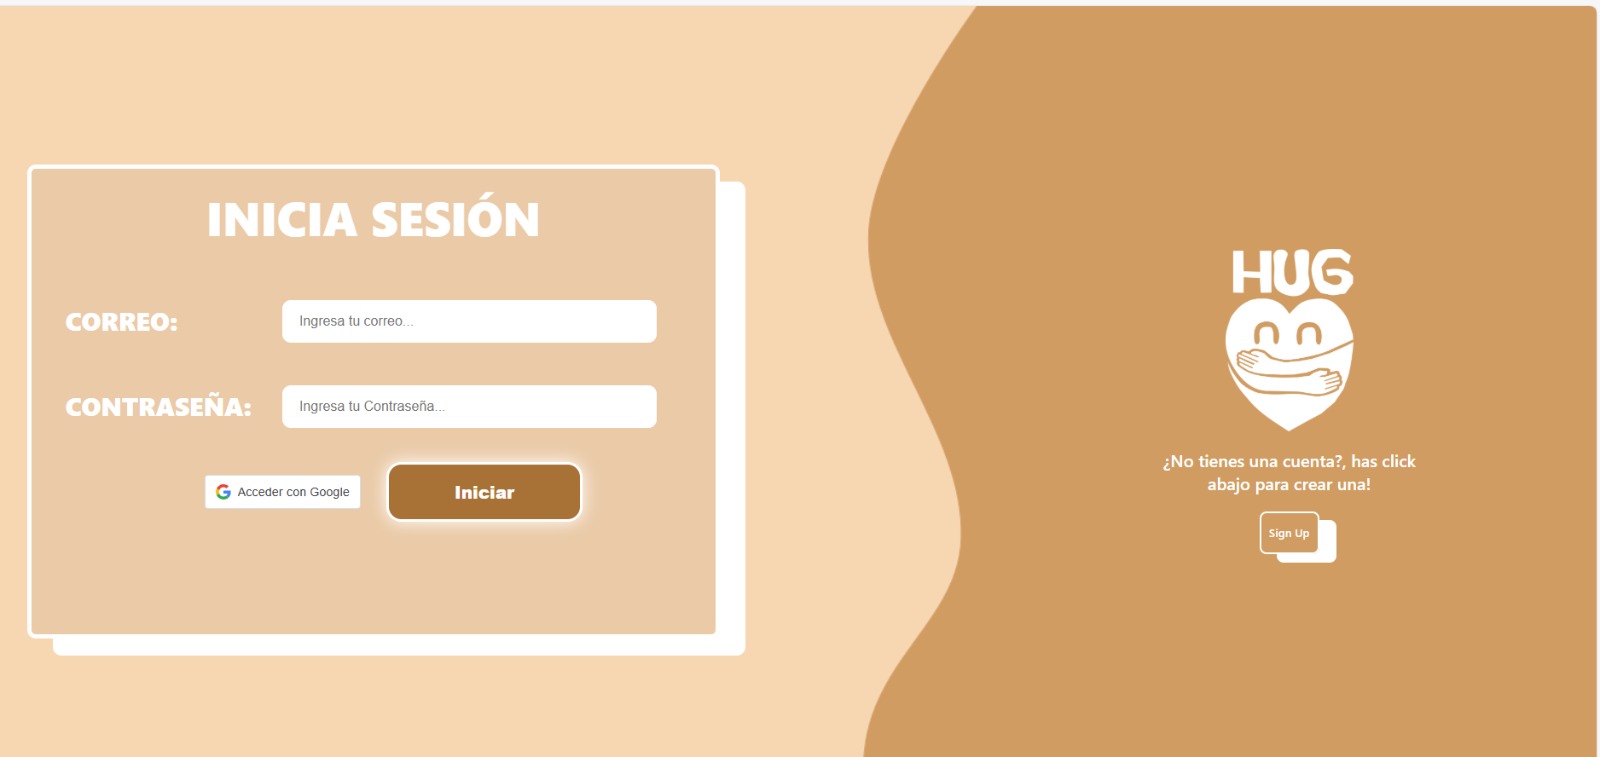 INICIA SESIÓN
CORREO:
Ingresa tu correo...
CONTRASEÑA:
Ingresa tu Contraseña...
Acceder con Google
Iniciar
HUG
¿No tienes una cuenta?, has click
abajo para crear una!
Sign Up